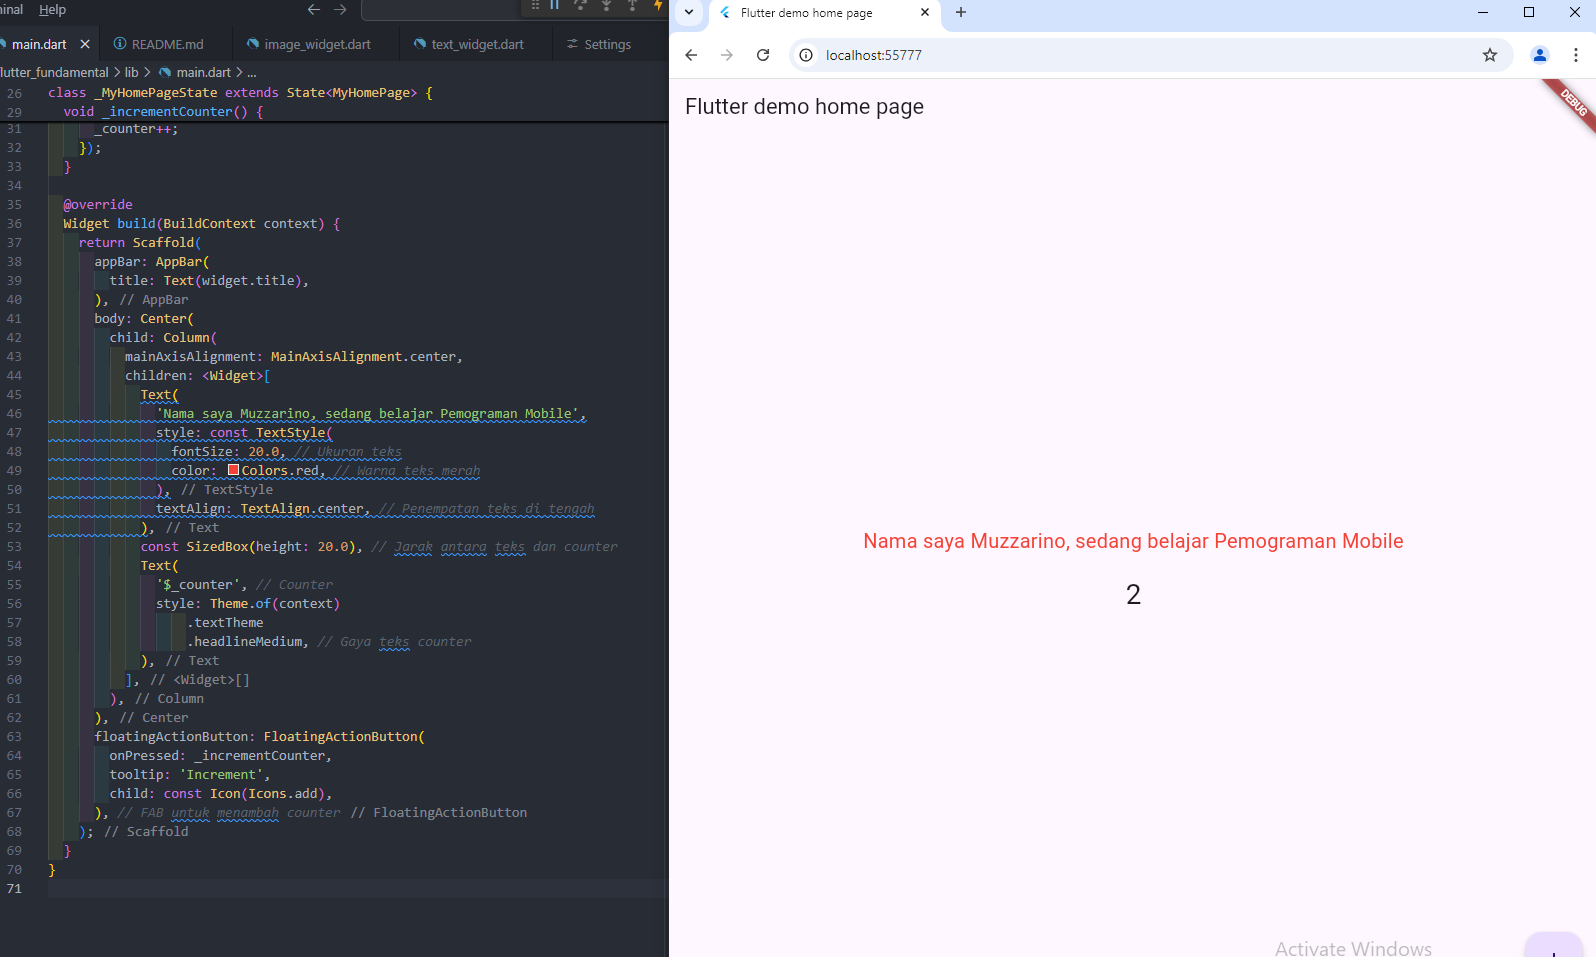 inal Help
main.dart README.md image_widget.dart text_widget.dart Settings
lutter_fundamental > lib > main.dart > ...
26 class _MyHomePageState extends State<MyHomePage> {
29 void _incrementCounter() {
31 _counter++;
32 });
33 }
34
35 @override
36 Widget build(BuildContext context) {
37 return Scaffold(
38 appBar: AppBar(
39 title: Text(widget.title),
40 ), // AppBar
41 body: Center(
42 child: Column(
43 mainAxisAlignment: MainAxisAlignment.center,
44 children: <Widget>[
45 Text(
46 'Nama saya Muzzarino, sedang belajar Pemograman Mobile',
47 style: const TextStyle(
48 fontSize: 20.0, // Ukuran teks
49 color: Colors.red, // Warna teks merah
50 ), // TextStyle
51 textAlign: TextAlign.center, // Penempatan teks di tengah
52 ), // Text
53 const SizedBox(height: 20.0), // Jarak antara teks dan counter
54 Text(
55 '$_counter', // Counter
56 style: Theme.of(context)
57 .textTheme
58 .headlineMedium, // Gaya teks counter
59 ), // Text
60 ], // <Widget>[]
61 ), // Column
62 ), // Center
63 floatingActionButton: FloatingActionButton(
64 onPressed: _incrementCounter,
65 tooltip: 'Increment',
66 child: const Icon(Icons.add),
67 ), // FAB untuk menambah counter // FloatingActionButton
68 ); // Scaffold
69 }
70 }
71
Flutter demo home page
localhost:55777
Flutter demo home page
DEBUG
Nama saya Muzzarino, sedang belajar Pemograman Mobile
2
Activate Windows